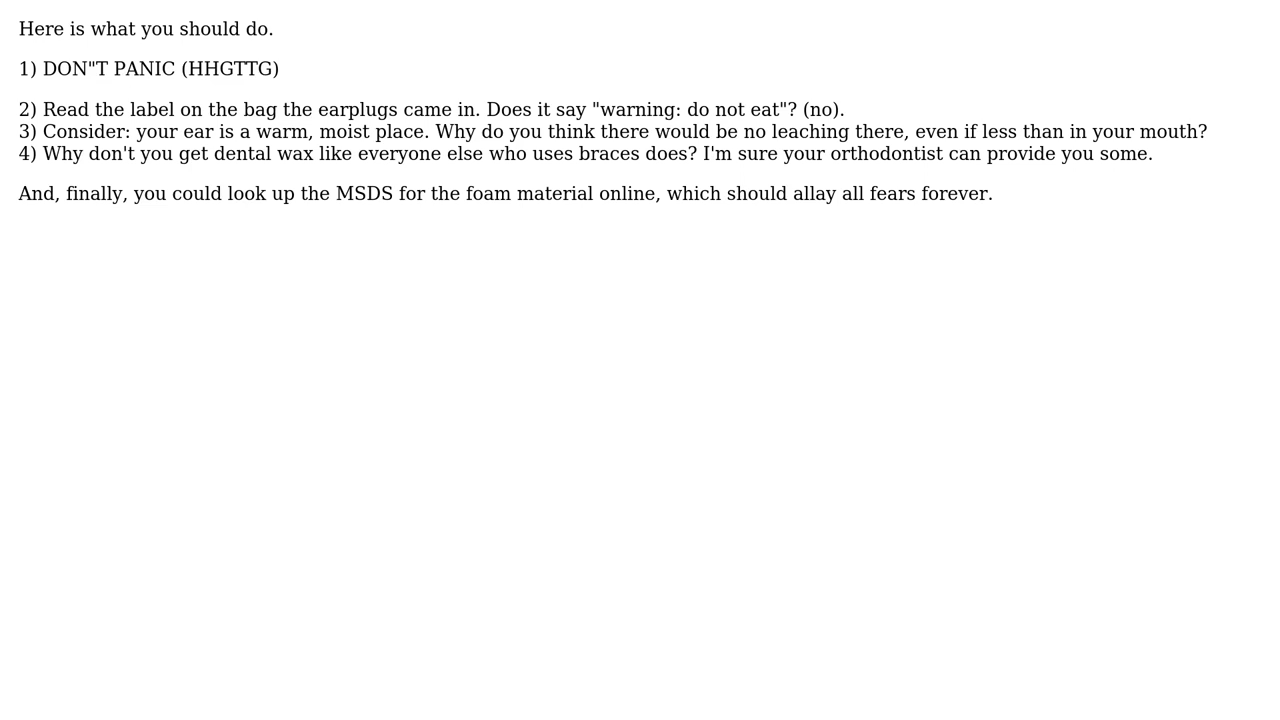 Here is what you should do.
1) DON"T PANIC (HHGTTG)
2) Read the label on the bag the earplugs came in. Does it say "warning: do not eat"? (no).
3) Consider: your ear is a warm, moist place. Why do you think there would be no leaching there, even if less than in your mouth?
4) Why don't you get dental wax like everyone else who uses braces does? I'm sure your orthodontist can provide you some.
And, finally, you could look up the MSDS for the foam material online, which should allay all fears forever.